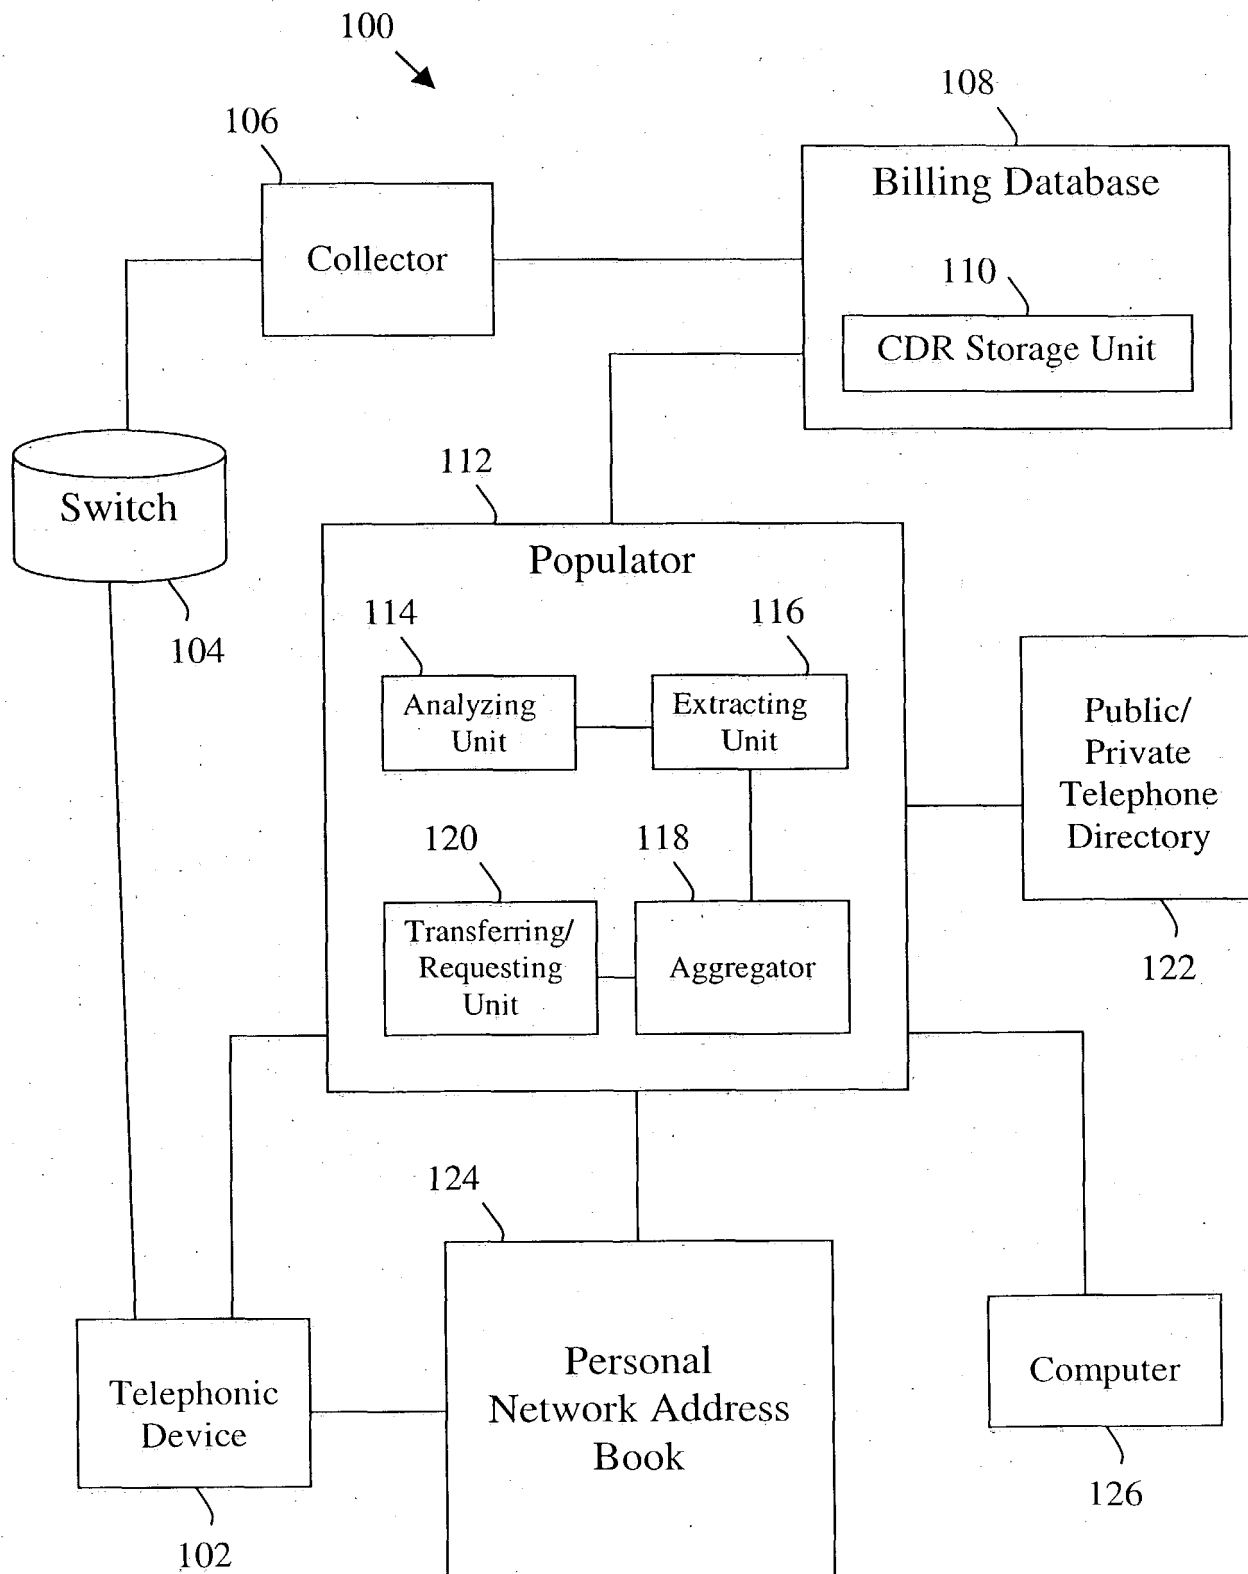 100
108
106
Billing Database
Collector
110
CDR Storage Unit
112
Switch
Populator
114
116
104
Analyzing
Unit
Extracting
Unit
Public/
Private
Telephone
Directory
120
118
Transferring/
Requesting
Unit
Aggregator
122
124
Personal
Network Address
Book
Computer
Telephonic
Device
126
102